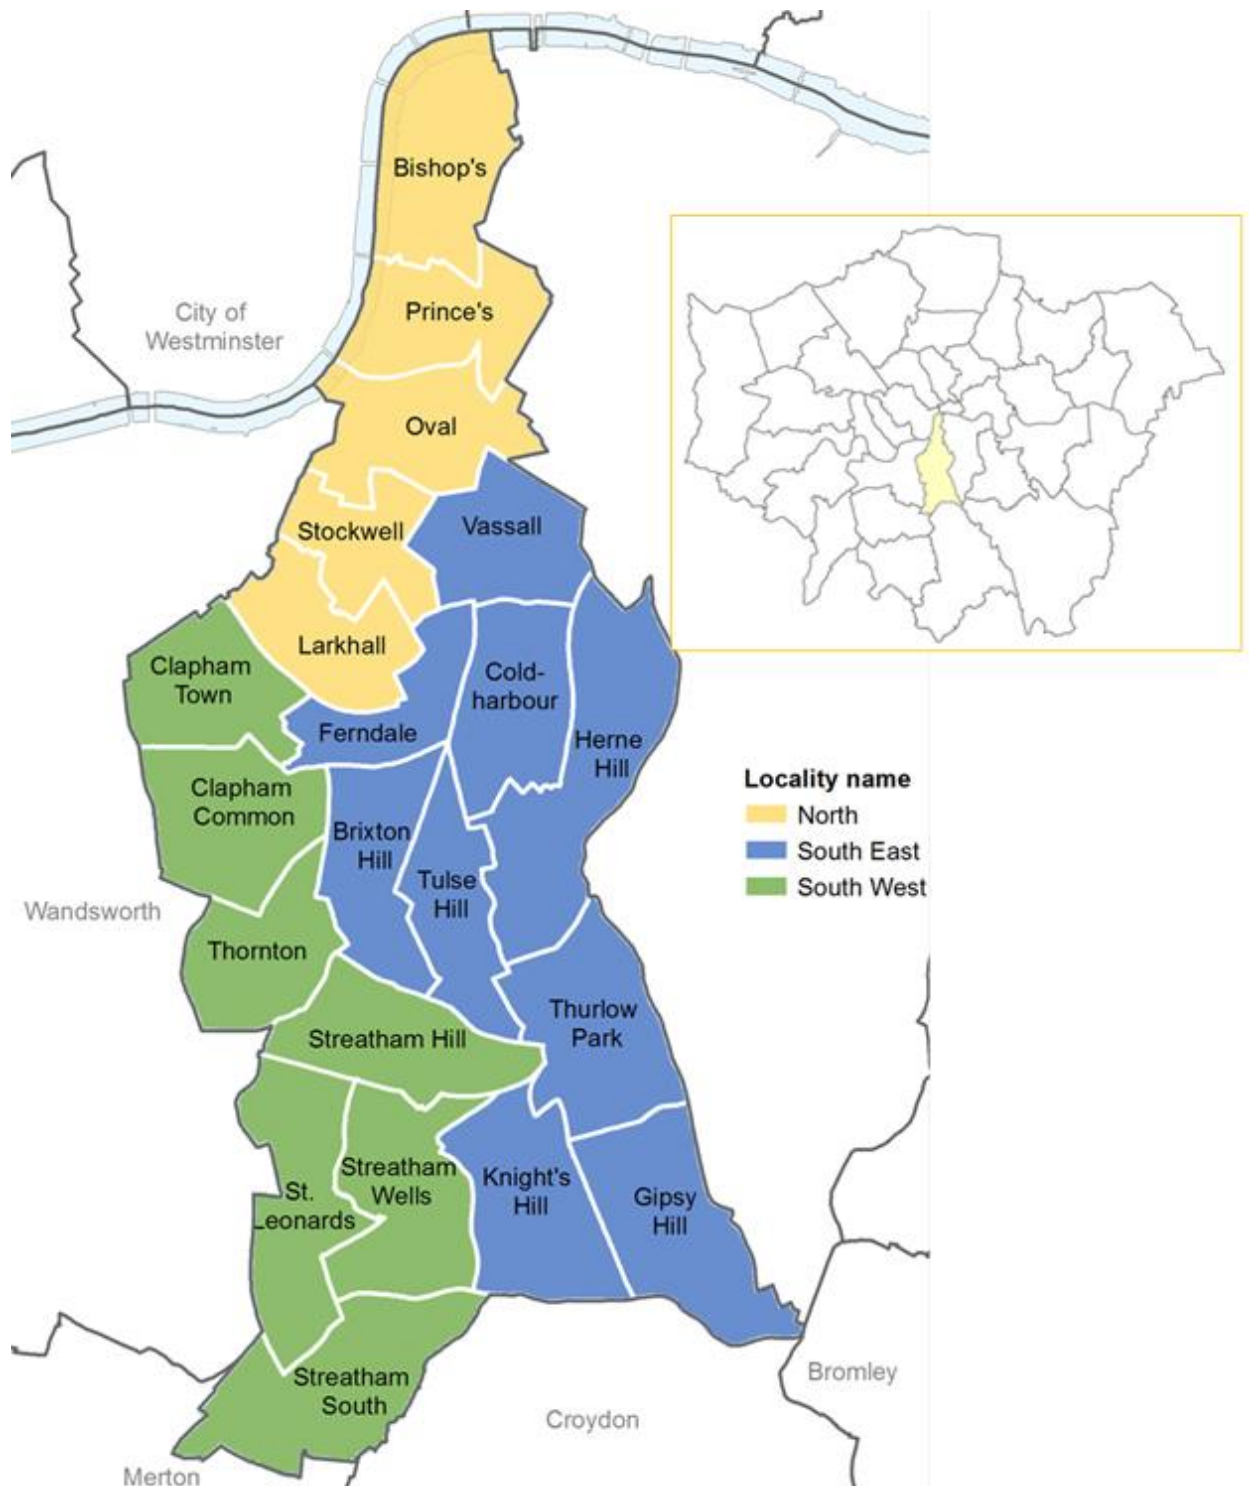 Bishop's
City of
Westminster
Prince's
Oval
Stockwell
Vassall
Larkhall
Clapham
Town
Cold-
harbour
Ferndale
Herne
Hill
Clapham
Common
Brixton
Hill
Tulse
Hill
Locality name
North
South East
South West
Wandsworth
Thornton
Streatham Hill
Thurlow
Park
Streatham
Wells
St.
Leonards
Knight's
Hill
Gipsy
Hill
Streatham
South
Bromley
Croydon
Merton